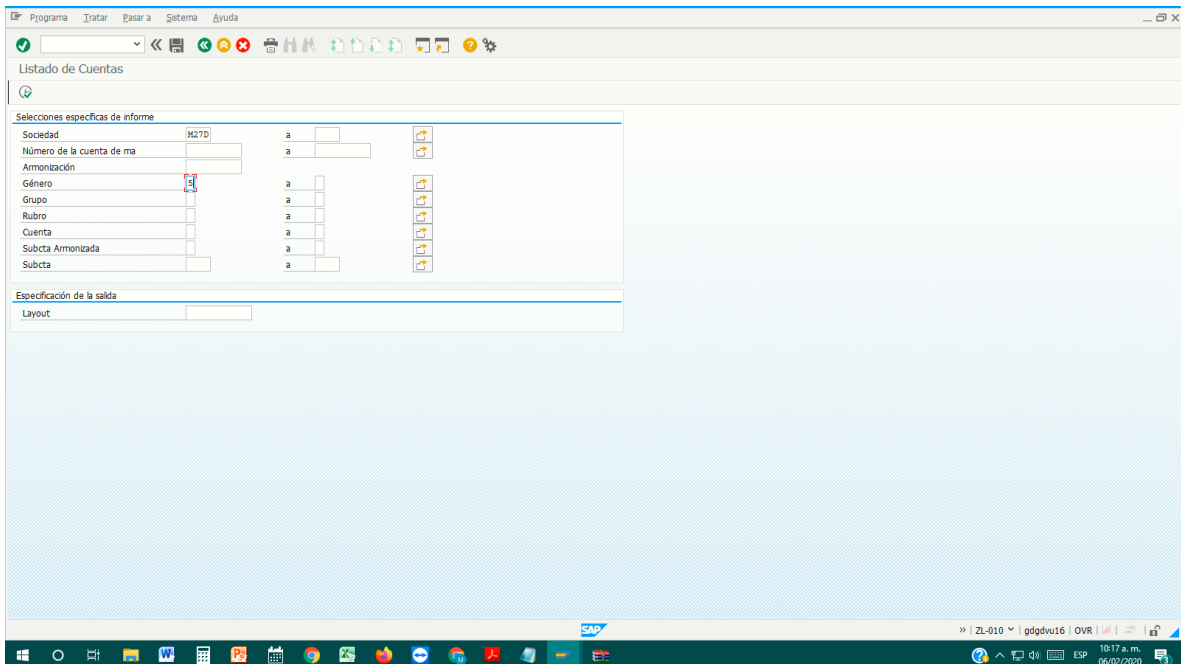 Programa Tratar Pasar a Sistema Ayuda
Listado de Cuentas
Selecciones específicas de informe
Sociedad M27D a
Número de la cuenta de ma a
Armonización
Género 5 a
Grupo a
Rubro a
Cuenta a
Subcta Armonizada a
Subcta a
Especificación de la salida
Layout
SAP
ZL-010 gdgdvu16 OVR
ESP 10:17 a. m.
06/02/2020